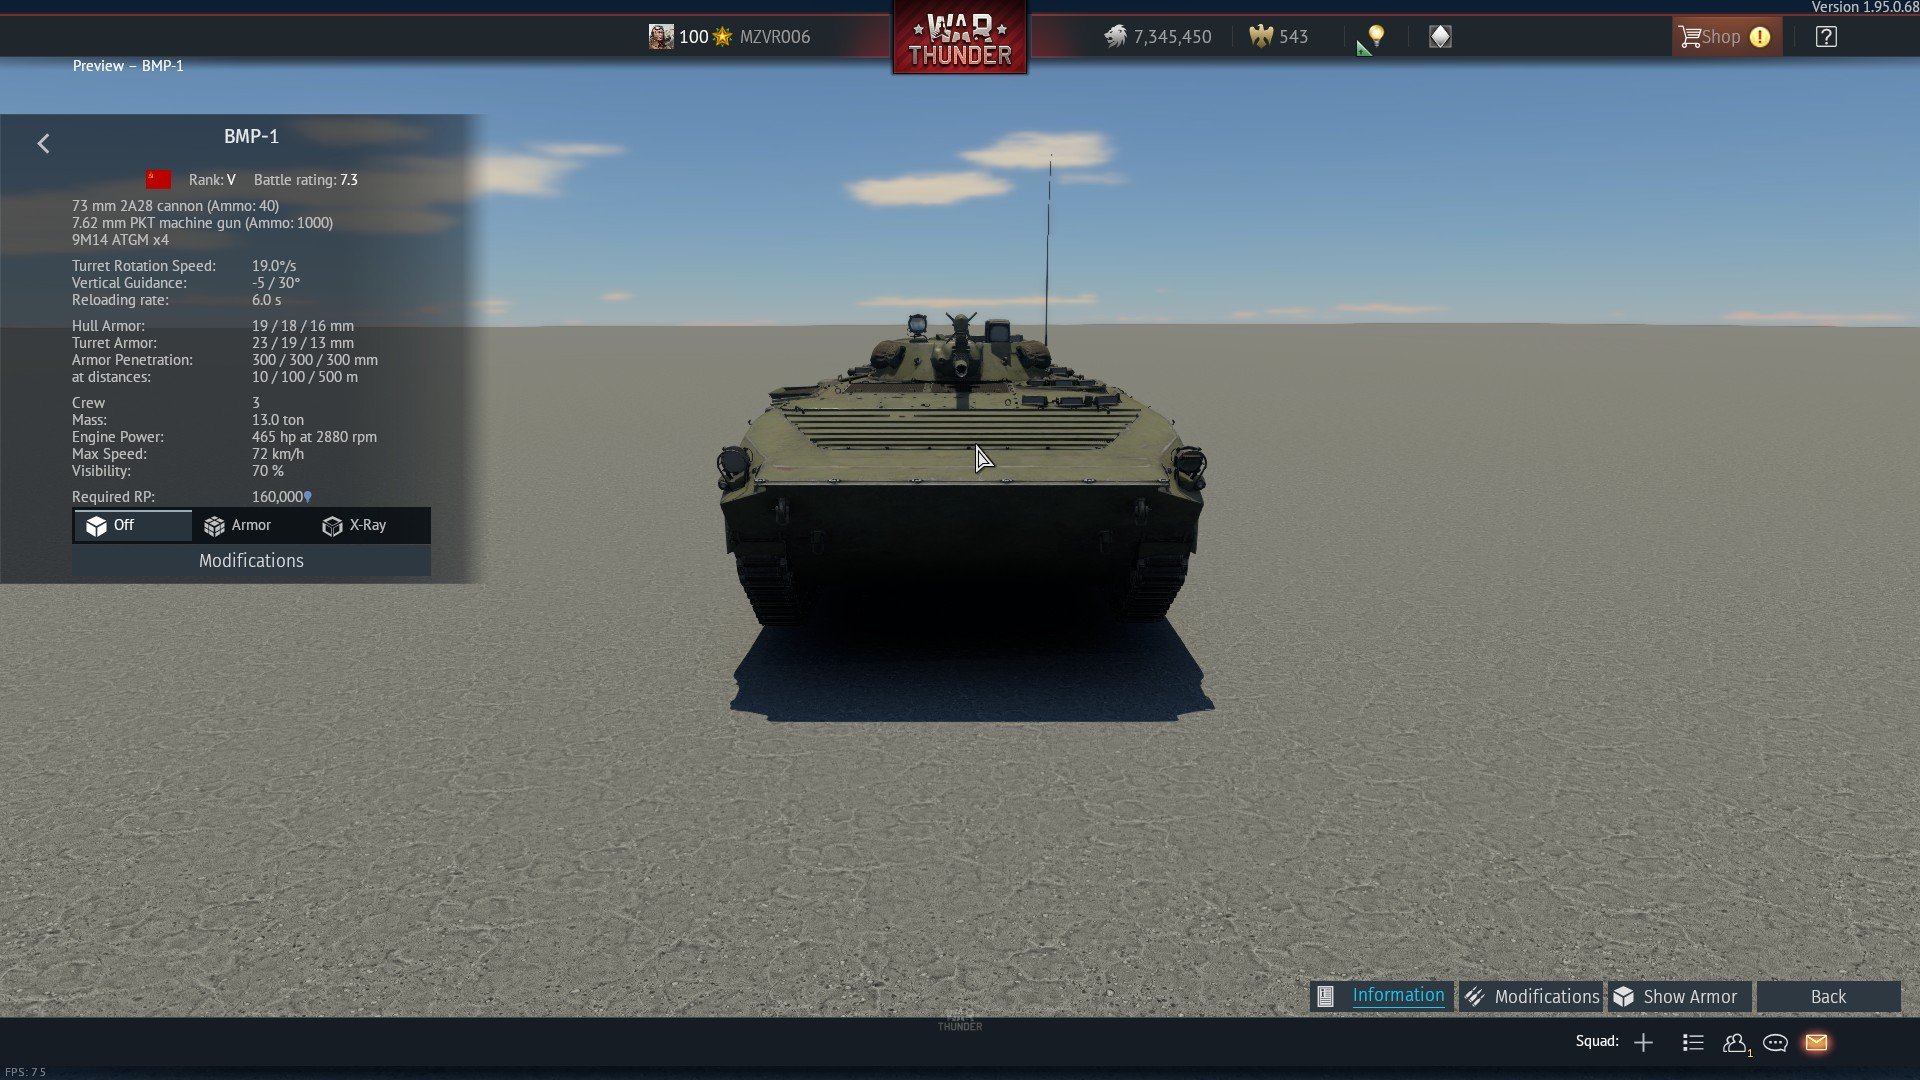 Version 1.95.0.68
100 MZVR006
WAR
THUNDER
7,345,450
543
Shop
Preview – BMP-1
BMP-1
Rank: V Battle rating: 7.3
73 mm 2A28 cannon (Ammo: 40)
7.62 mm PKT machine gun (Ammo: 1000)
9M14 ATGM x4
Turret Rotation Speed: 19.0°/s
Vertical Guidance: -5 / 30°
Reloading rate: 6.0 s
Hull Armor: 19 / 18 / 16 mm
Turret Armor: 23 / 19 / 13 mm
Armor Penetration: 300 / 300 / 300 mm
at distances: 10 / 100 / 500 m
Crew 3
Mass: 13.0 ton
Engine Power: 465 hp at 2880 rpm
Max Speed: 72 km/h
Visibility: 70 %
Required RP: 160,000
Off Armor X-Ray
Modifications
Information Modifications Show Armor Back
WAR
THUNDER
Squad: 1
FPS: 75